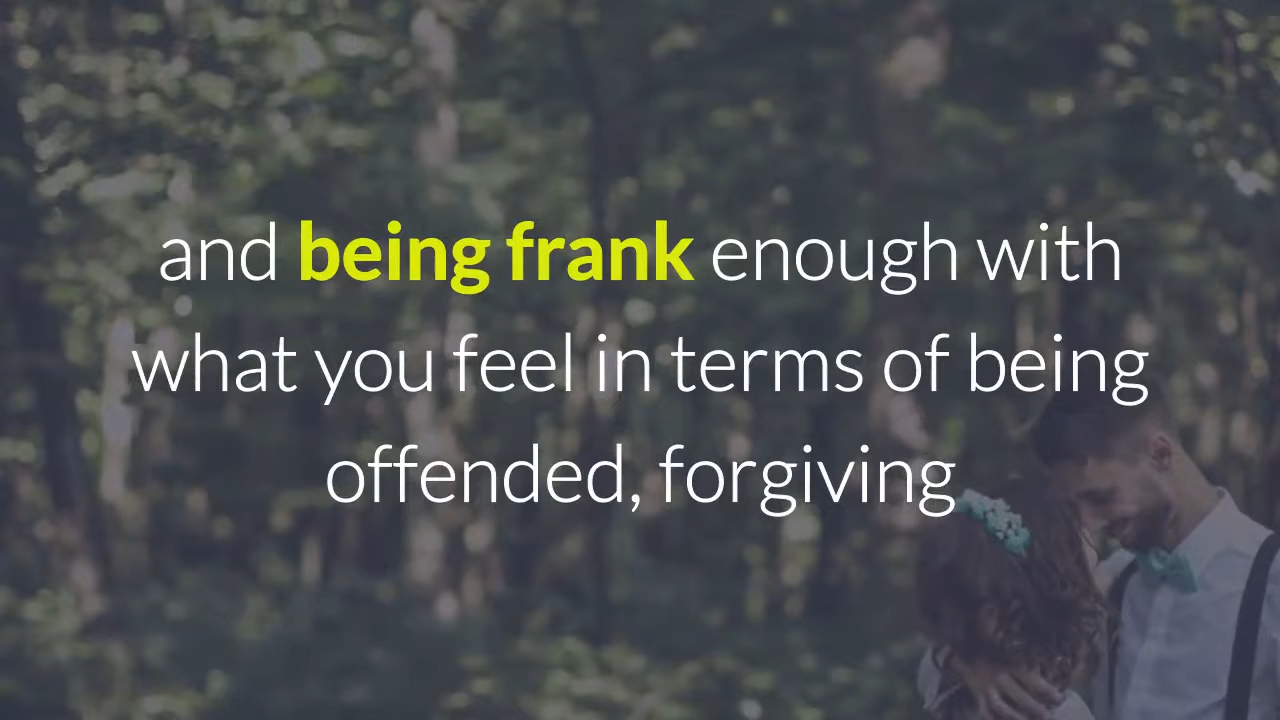 and being frank enough with
what you feel in terms of being
offended, forgiving